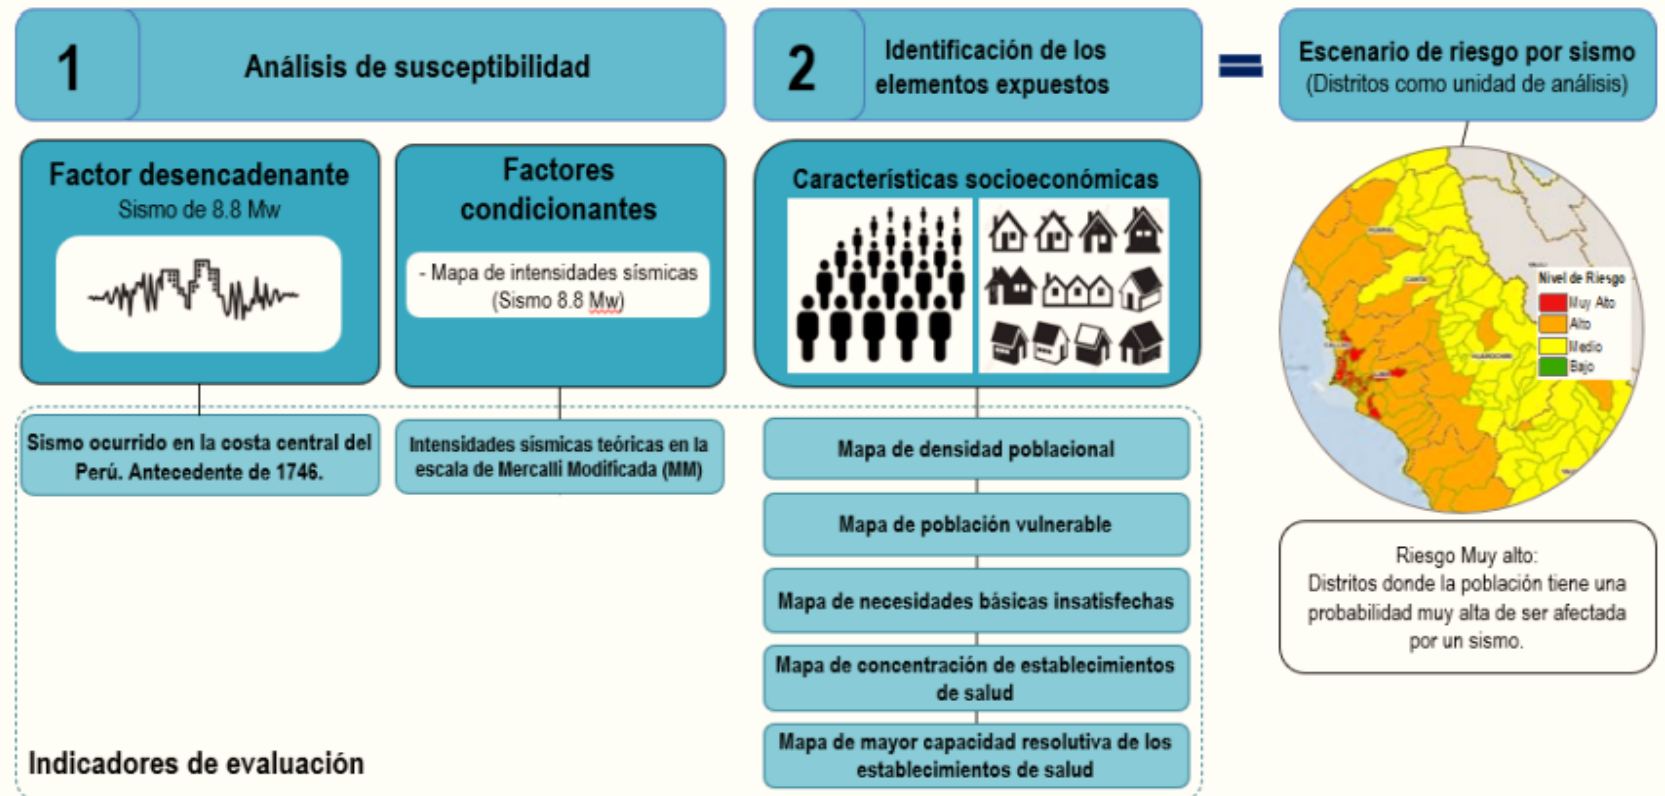 1
Análisis de susceptibilidad
2
Identificación de los
elementos expuestos
Escenario de riesgo por sismo
(Distritos como unidad de análisis)
Factor desencadenante
Sismo de 8.8 Mw
Factores
condicionantes
- Mapa de intensidades sísmicas
(Sismo 8.8 Mw)
Características socioeconómicas
Nivel de Riesgo
Muy Alto
Alto
Medio
Bajo
Sismo ocurrido en la costa central del
Perú. Antecedente de 1746.
Intensidades sísmicas teóricas en la
escala de Mercalli Modificada (MM)
Mapa de densidad poblacional
Mapa de población vulnerable
Mapa de necesidades básicas insatisfechas
Mapa de concentración de establecimientos
de salud
Mapa de mayor capacidad resolutiva de los
establecimientos de salud
Riesgo Muy alto:
Distritos donde la población tiene una
probabilidad muy alta de ser afectada
por un sismo.
Indicadores de evaluación